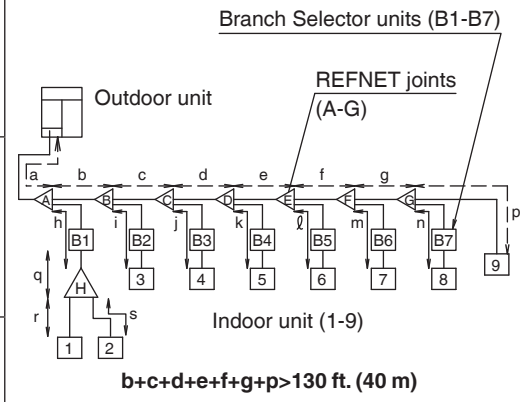 Branch Selector units (B1-B7)
REFNET joints
(A-G)
Outdoor unit
a b c d e f g p
A B C D E F G
h i j k ℓ m n
B1 B2 B3 B4 B5 B6 B7
q
H
3 4 5 6 7 8 9
r s
Indoor unit (1-9)
1 2
b+c+d+e+f+g+p>130 ft. (40 m)